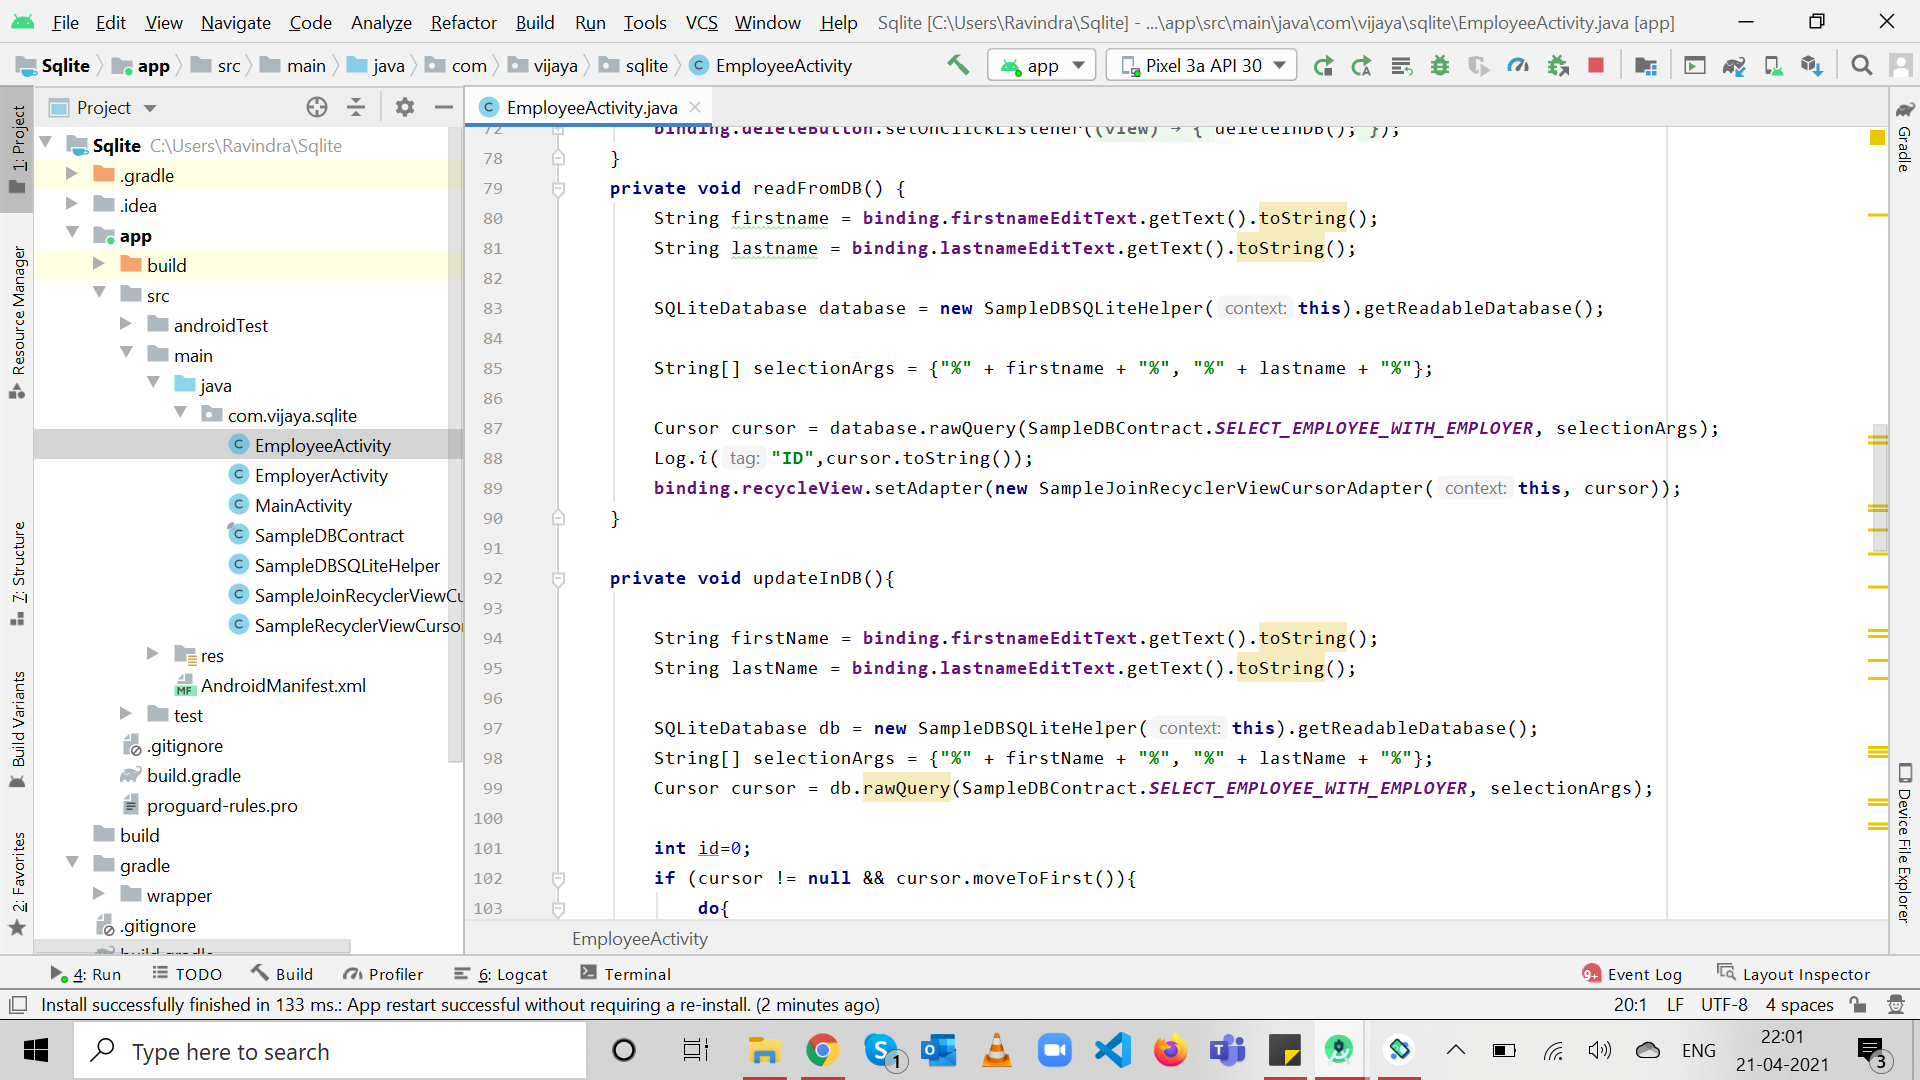 File Edit View Navigate Code Analyze Refactor Build Run Tools VCS Window Help Sqlite [C:\Users\Ravindra\Sqlite] - ...\app\src\main\java\com\vijaya\sqlite\EmployeeActivity.java [app]
Sqlite app src main java com vijaya sqlite EmployeeActivity app Pixel 3a API 30
Project
EmployeeActivity.java
1: Project
Resource Manager
7: Structure
Build Variants
2: Favorites
Sqlite C:\Users\Ravindra\Sqlite
.gradle
.idea
app
build
src
androidTest
main
java
com.vijaya.sqlite
EmployeeActivity
EmployerActivity
MainActivity
SampleDBContract
SampleDBSQLiteHelper
SampleJoinRecyclerViewCu
SampleRecyclerViewCursor
res
AndroidManifest.xml
test
.gitignore
build.gradle
proguard-rules.pro
build
gradle
wrapper
.gitignore
build.gradle
72 binding.deleteButton.setOnClickListener((view) → { deleteInDB(); });
78 }
79 private void readFromDB() {
80 String firstname = binding.firstnameEditText.getText().toString();
81 String lastname = binding.lastnameEditText.getText().toString();
82
83 SQLiteDatabase database = new SampleDBSQLiteHelper( context: this).getReadableDatabase();
84
85 String[] selectionArgs = {"%" + firstname + "%", "%" + lastname + "%"};
86
87 Cursor cursor = database.rawQuery(SampleDBContract.SELECT_EMPLOYEE_WITH_EMPLOYER, selectionArgs);
88 Log.i( tag: "ID",cursor.toString());
89 binding.recycleView.setAdapter(new SampleJoinRecyclerViewCursorAdapter( context: this, cursor));
90 }
91
92 private void updateInDB(){
93
94 String firstName = binding.firstnameEditText.getText().toString();
95 String lastName = binding.lastnameEditText.getText().toString();
96
97 SQLiteDatabase db = new SampleDBSQLiteHelper( context: this).getReadableDatabase();
98 String[] selectionArgs = {"%" + firstName + "%", "%" + lastName + "%"};
99 Cursor cursor = db.rawQuery(SampleDBContract.SELECT_EMPLOYEE_WITH_EMPLOYER, selectionArgs);
100
101 int id=0;
102 if (cursor != null && cursor.moveToFirst()){
103 do{
EmployeeActivity
Gradle
Device File Explorer
4: Run TODO Build Profiler 6: Logcat Terminal 9+ Event Log Layout Inspector
Install successfully finished in 133 ms.: App restart successful without requiring a re-install. (2 minutes ago) 20:1 LF UTF-8 4 spaces
Type here to search 1 ENG 22:01 3
21-04-2021